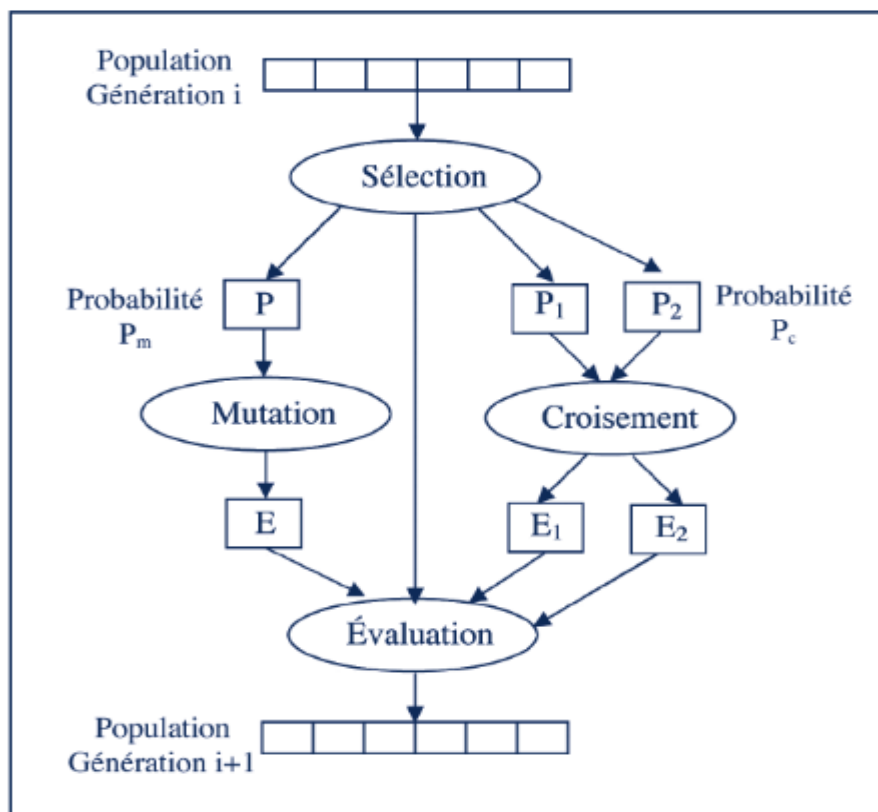 Population
Génération i
Sélection
Probabilité
Pm
P
P1
P2
Probabilité
Pc
Mutation
Croisement
E
E1
E2
Évaluation
Population
Génération i+1